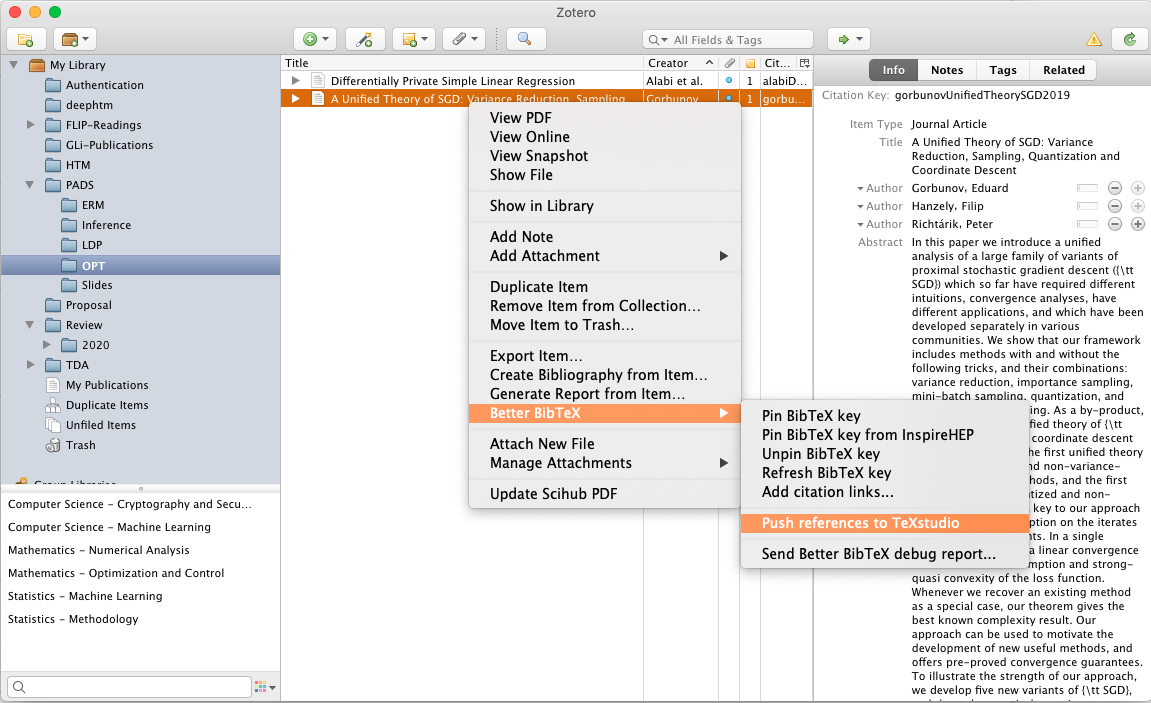 Zotero
All Fields & Tags
My Library
Authentication
deephtm
FLIP-Readings
GLi-Publications
HTM
PADS
ERM
Inference
LDP
OPT
Slides
Proposal
Review
2020
TDA
My Publications
Duplicate Items
Unfiled Items
Trash
Group Libraries
Computer Science – Cryptography and Secu...
Computer Science – Machine Learning
Mathematics – Numerical Analysis
Mathematics – Optimization and Control
Statistics – Machine Learning
Statistics – Methodology
Title Creator Cit...
Differentially Private Simple Linear Regression Alabi et al. 1 alabiD...
A Unified Theory of SGD: Variance Reduction, Sampling, Gorbunov 1 gorbu...
View PDF
View Online
View Snapshot
Show File
Show in Library
Add Note
Add Attachment
Duplicate Item
Remove Item from Collection...
Move Item to Trash...
Export Item...
Create Bibliography from Item...
Generate Report from Item...
Better BibTeX
Attach New File
Manage Attachments
Update Scihub PDF
Pin BibTeX key
Pin BibTeX key from InspireHEP
Unpin BibTeX key
Refresh BibTeX key
Add citation links...
Push references to TeXstudio
Send Better BibTeX debug report...
Info Notes Tags Related
Citation Key: gorbunovUnifiedTheorySGD2019
Item Type Journal Article
Title A Unified Theory of SGD: Variance
Reduction, Sampling, Quantization and
Coordinate Descent
Author Gorbunov, Eduard
Author Hanzely, Filip
Author Richtárik, Peter
Abstract In this paper we introduce a unified
analysis of a large family of variants of
proximal stochastic gradient descent ({\tt
SGD}) which so far have required different
intuitions, convergence analyses, have
different applications, and which have been
developed separately in various
communities. We show that our framework
includes methods with and without the
following tricks, and their combinations:
variance reduction, importance sampling,
mini-batch sampling, quantization, and
ing. As a by-product,
fied theory of {\tt
coordinate descent
he first unified theory
nd non-variance-
hods, and the first
tized and non-
key to our approach
ption on the iterates
nts. In a single
a linear convergence
mption and strong-
quasi convexity of the loss function.
Whenever we recover an existing method
as a special case, our theorem gives the
best known complexity result. Our
approach can be used to motivate the
development of new useful methods, and
offers pre-proved convergence guarantees.
To illustrate the strength of our approach,
we develop five new variants of {\tt SGD},